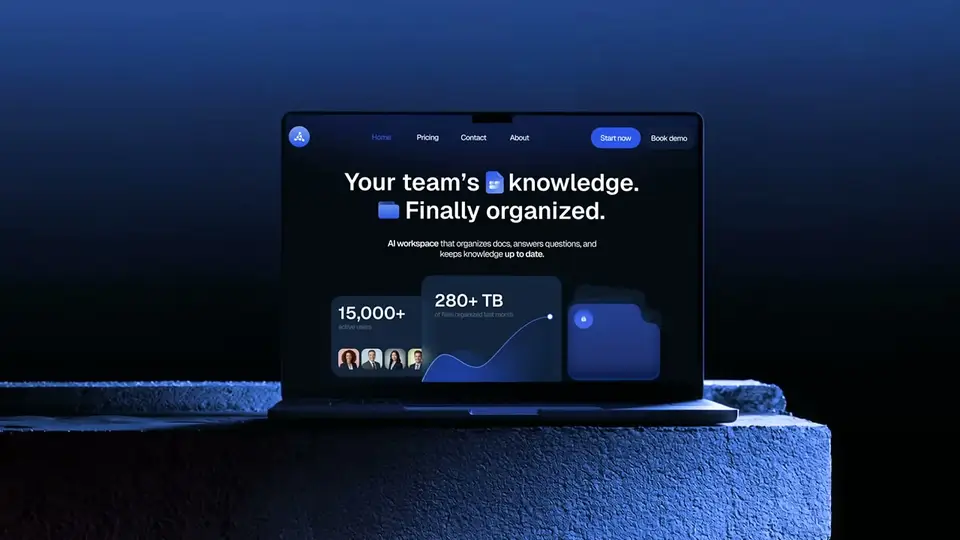 Home Pricing Contact About Start now Book demo
Your team's knowledge.
Finally organized.
AI workspace that organizes docs, answers questions, and
keeps knowledge up to date.
15,000+
active users
280+ TB
of files organized last month